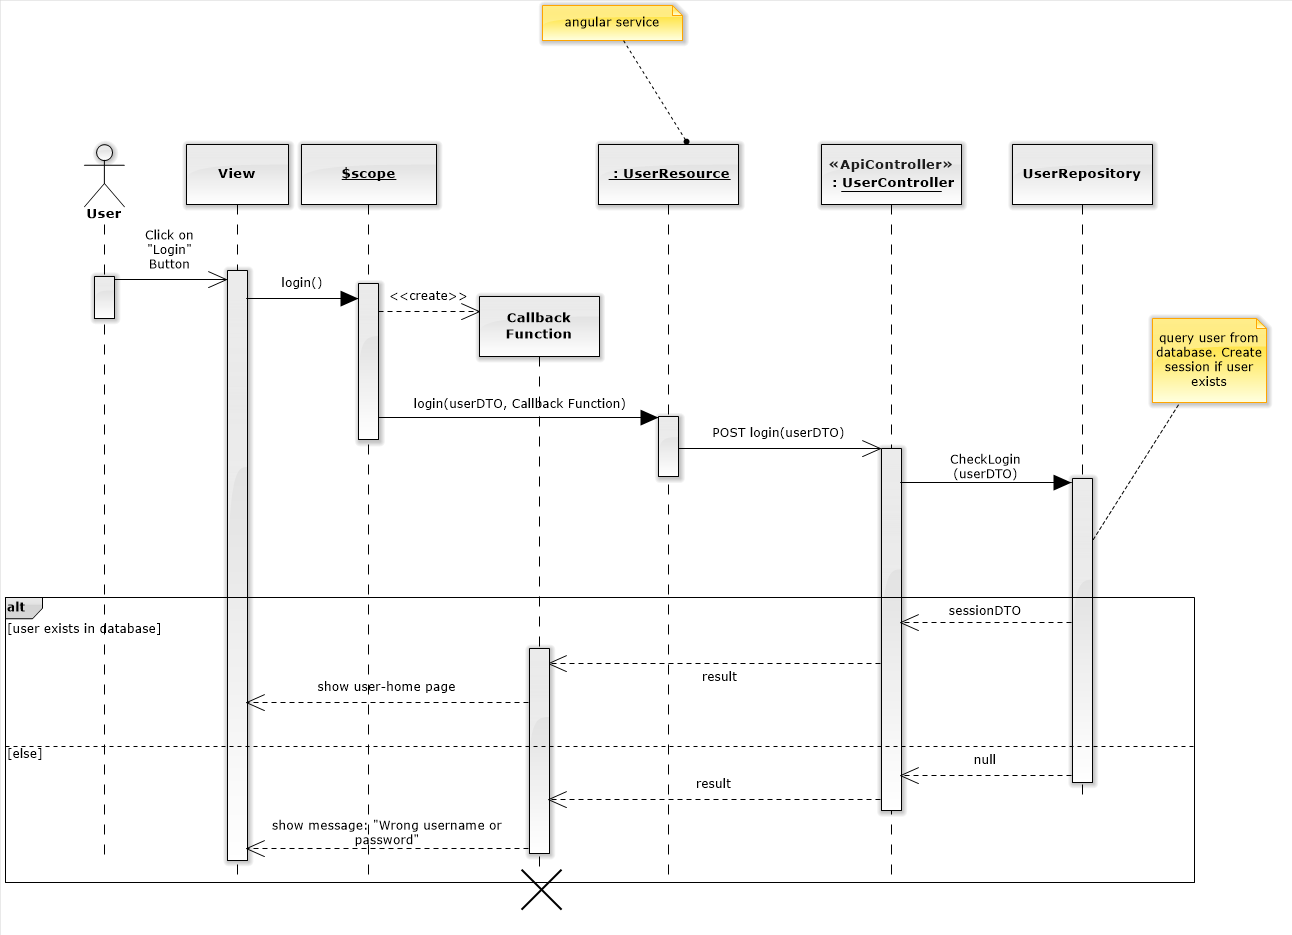 angular service
User
View
$scope
: UserResource
«ApiController»
: UserController
UserRepository
Click on
"Login"
Button
login()
<<create>>
Callback
Function
query user from
database. Create
session if user
exists
login(userDTO, Callback Function)
POST login(userDTO)
CheckLogin
(userDTO)
alt
[user exists in database]
sessionDTO
result
show user-home page
[else]
null
result
show message: "Wrong username or
password"